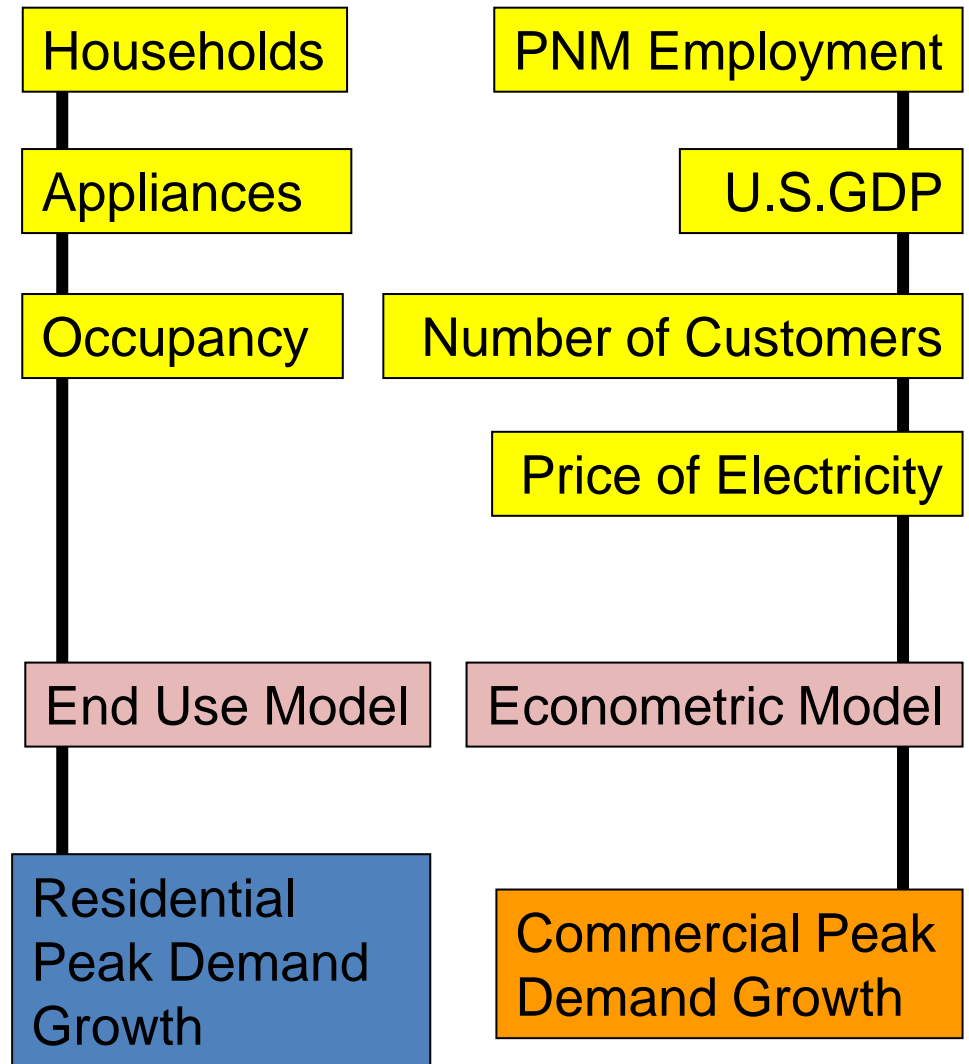 Households
Appliances
Occupancy
End Use Model
Residential
Peak Demand
Growth
PNM Employment
U.S.GDP
Number of Customers
Price of Electricity
Econometric Model
Commercial Peak
Demand Growth